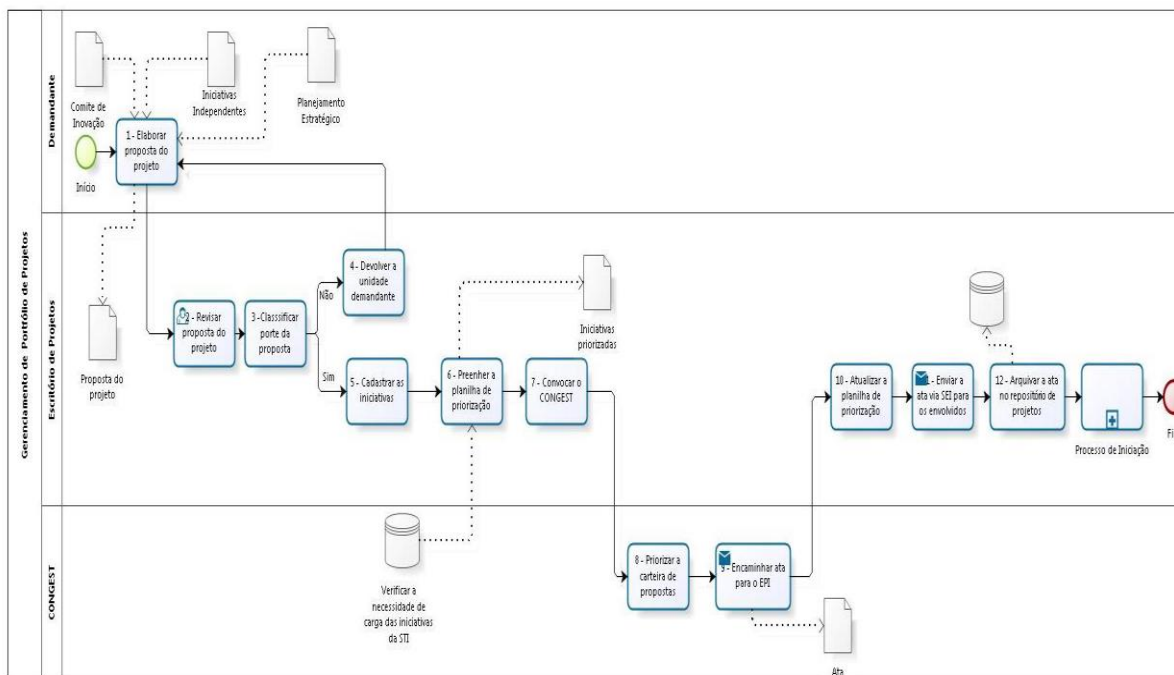 Gerenciamento de Portfólio de Projetos
Demandante
Comite de
Inovação
Iniciativas
Independentes
Planejamento
Estratégico
Início
1 - Elaborar
proposta do
projeto
Escritório de Projetos
Proposta do
projeto
2 - Revisar
proposta do
projeto
3 -Classsificar
porte da
proposta
Não
4 - Devolver a
unidade
demandante
Sim
5 - Cadastrar as
iniciativas
6 - Preenher a
planilha de
priorização
Iniciativas
priorizadas
7 - Convocar o
CONGEST
10 - Atualizar a
planilha de
priorização
1 - Enviar a
ata via SEI para
os envolvidos
12 - Arquivar a ata
no repositório de
projetos
Processo de Iniciação
Fi
CONGEST
Verificar a
necessidade de
carga das iniciativas
da STI
8 - Priorizar a
carteira de
propostas
9 - Encaminhar ata
para o EPI
Ata